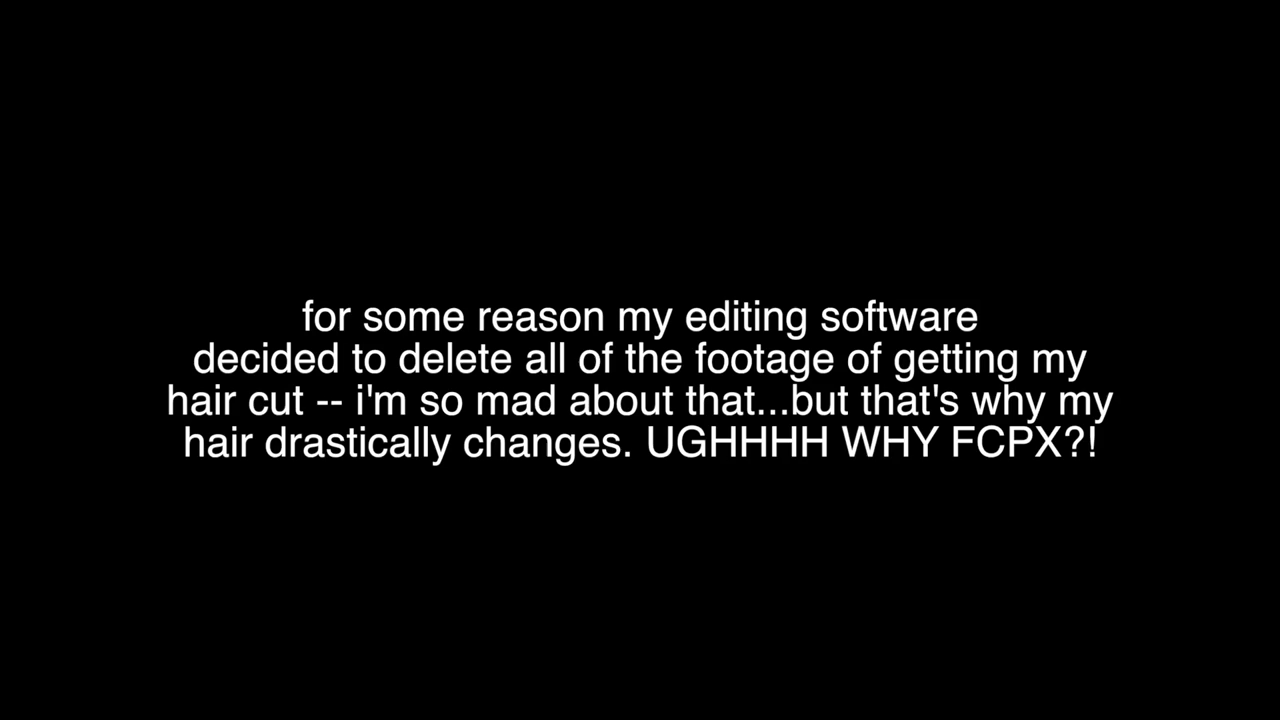 for some reason my editing software
decided to delete all of the footage of getting my
hair cut -- i'm so mad about that...but that's why my
hair drastically changes. UGHHHH WHY FCPX?!